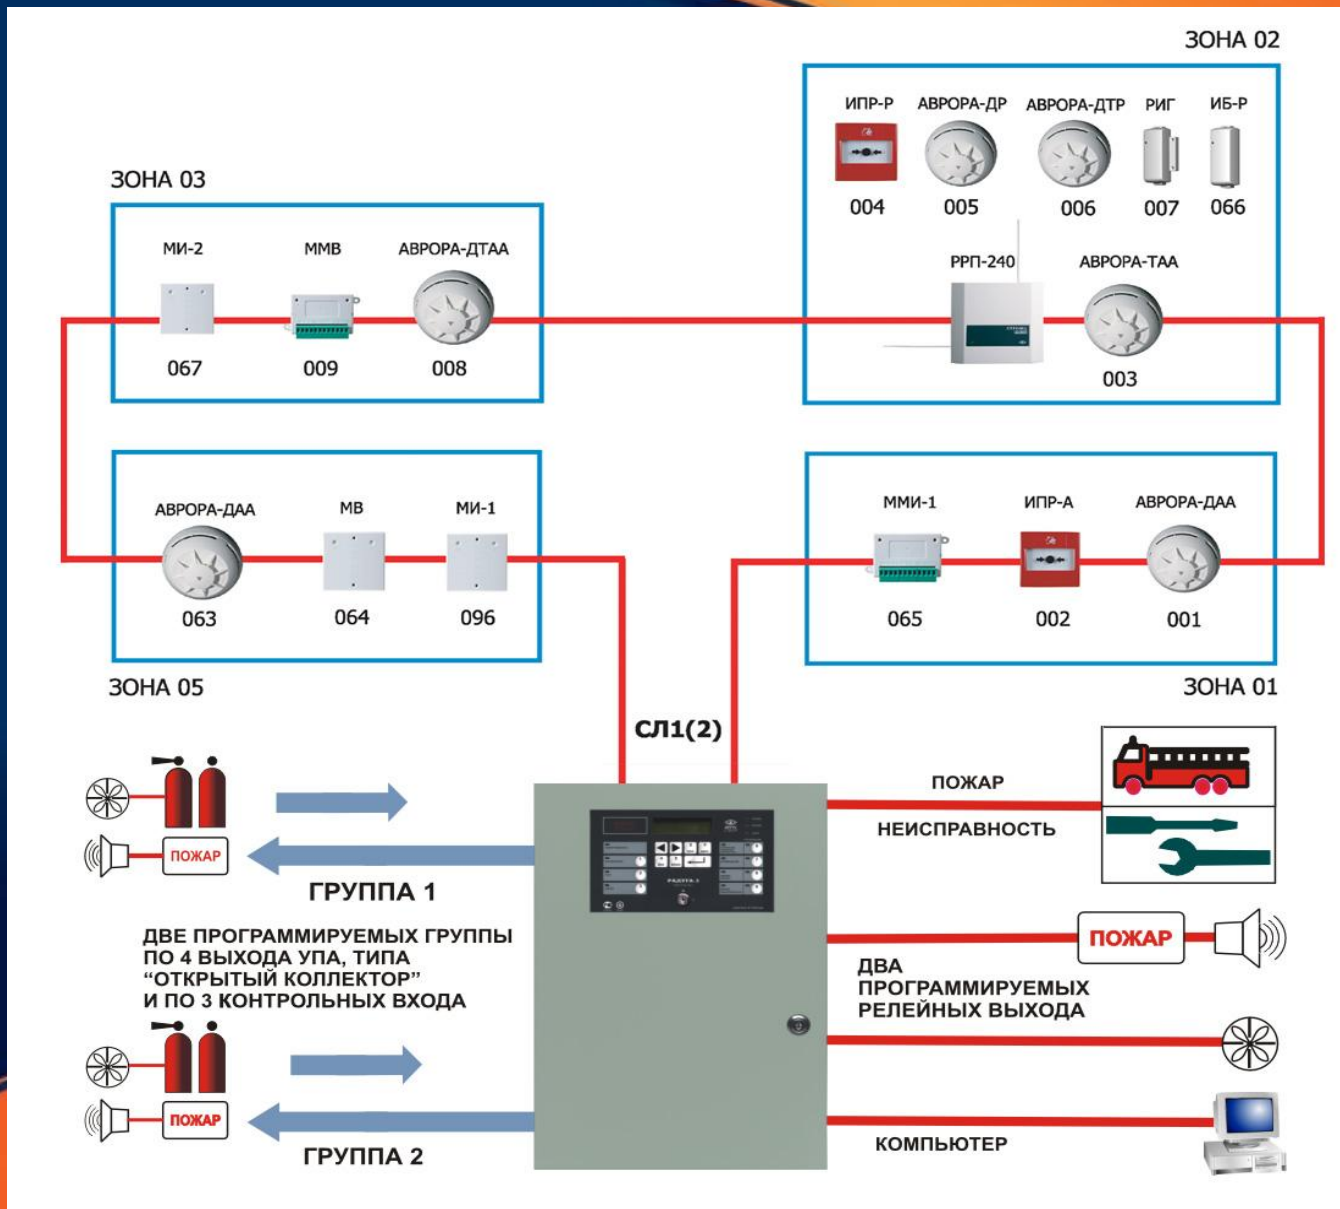 ЗОНА 02
ИПР-Р АВРОРА-ДР АВРОРА-ДТР РИГ ИБ-Р
004 005 006 007 066
РРП-240 АВРОРА-ТАА
003
ЗОНА 03
МИ-2 ММВ АВРОРА-ДТАА
067 009 008
АВРОРА-ДАА МВ МИ-1
063 064 096
ЗОНА 05
ММИ-1 ИПР-А АВРОРА-ДАА
065 002 001
ЗОНА 01
СЛ1(2)
ПОЖАР
ГРУППА 1
ДВЕ ПРОГРАММИРУЕМЫХ ГРУППЫ
ПО 4 ВЫХОДА УПА, ТИПА
“ОТКРЫТЫЙ КОЛЛЕКТОР”
И ПО 3 КОНТРОЛЬНЫХ ВХОДА
ПОЖАР
ГРУППА 2
РАДУГА-3
ПОЖАР
НЕИСПРАВНОСТЬ
ПОЖАР
ДВА
ПРОГРАММИРУЕМЫХ
РЕЛЕЙНЫХ ВЫХОДА
КОМПЬЮТЕР